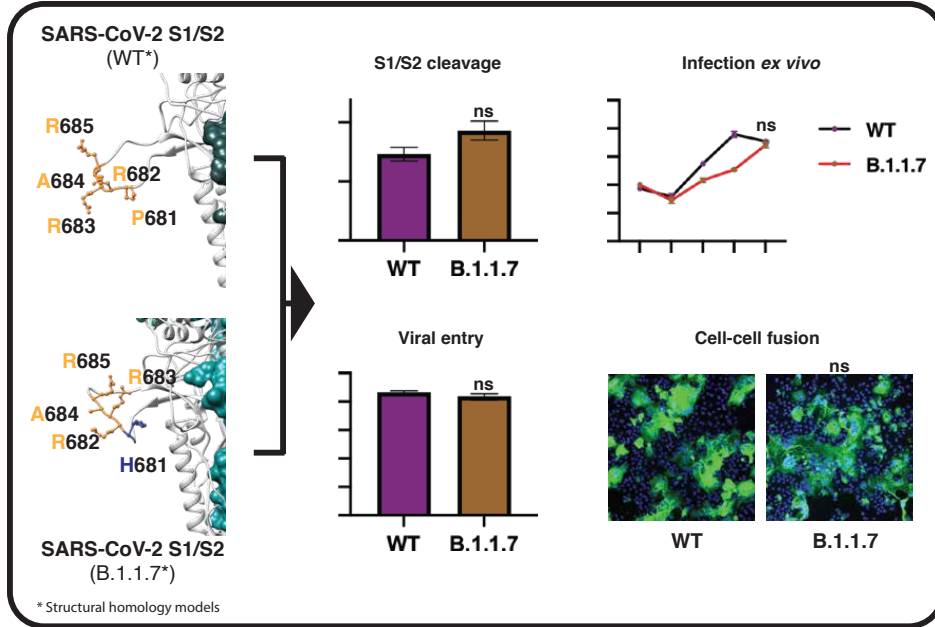 SARS-CoV-2 S1/S2
(WT*)
R685
A684
R682
R683
P681
R685
R683
A684
R682
H681
SARS-CoV-2 S1/S2
(B.1.1.7*)
* Structural homology models
S1/S2 cleavage
ns
WT B.1.1.7
Infection ex vivo
ns
WT
B.1.1.7
Viral entry
ns
WT B.1.1.7
Cell-cell fusion
ns
WT B.1.1.7